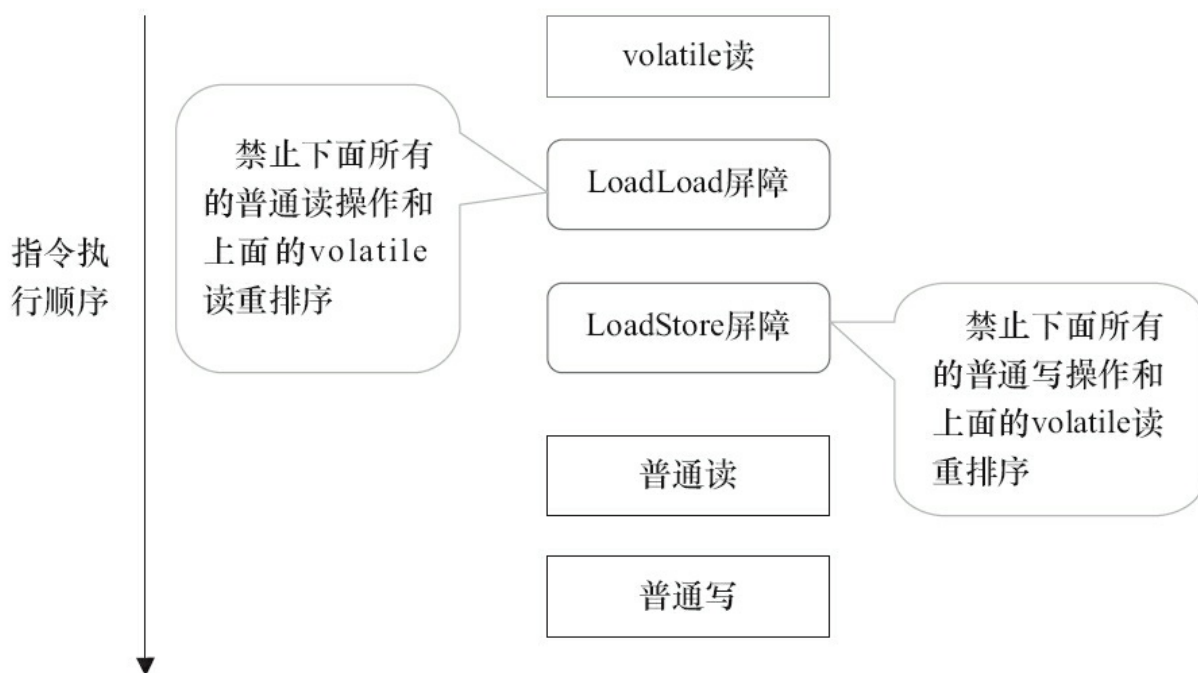 volatile读
禁止下面所有
的普通读操作和
上面的volatile
读重排序
LoadLoad屏障
指令执
行顺序
LoadStore屏障
禁止下面所有
的普通写操作和
上面的volatile读
重排序
普通读
普通写